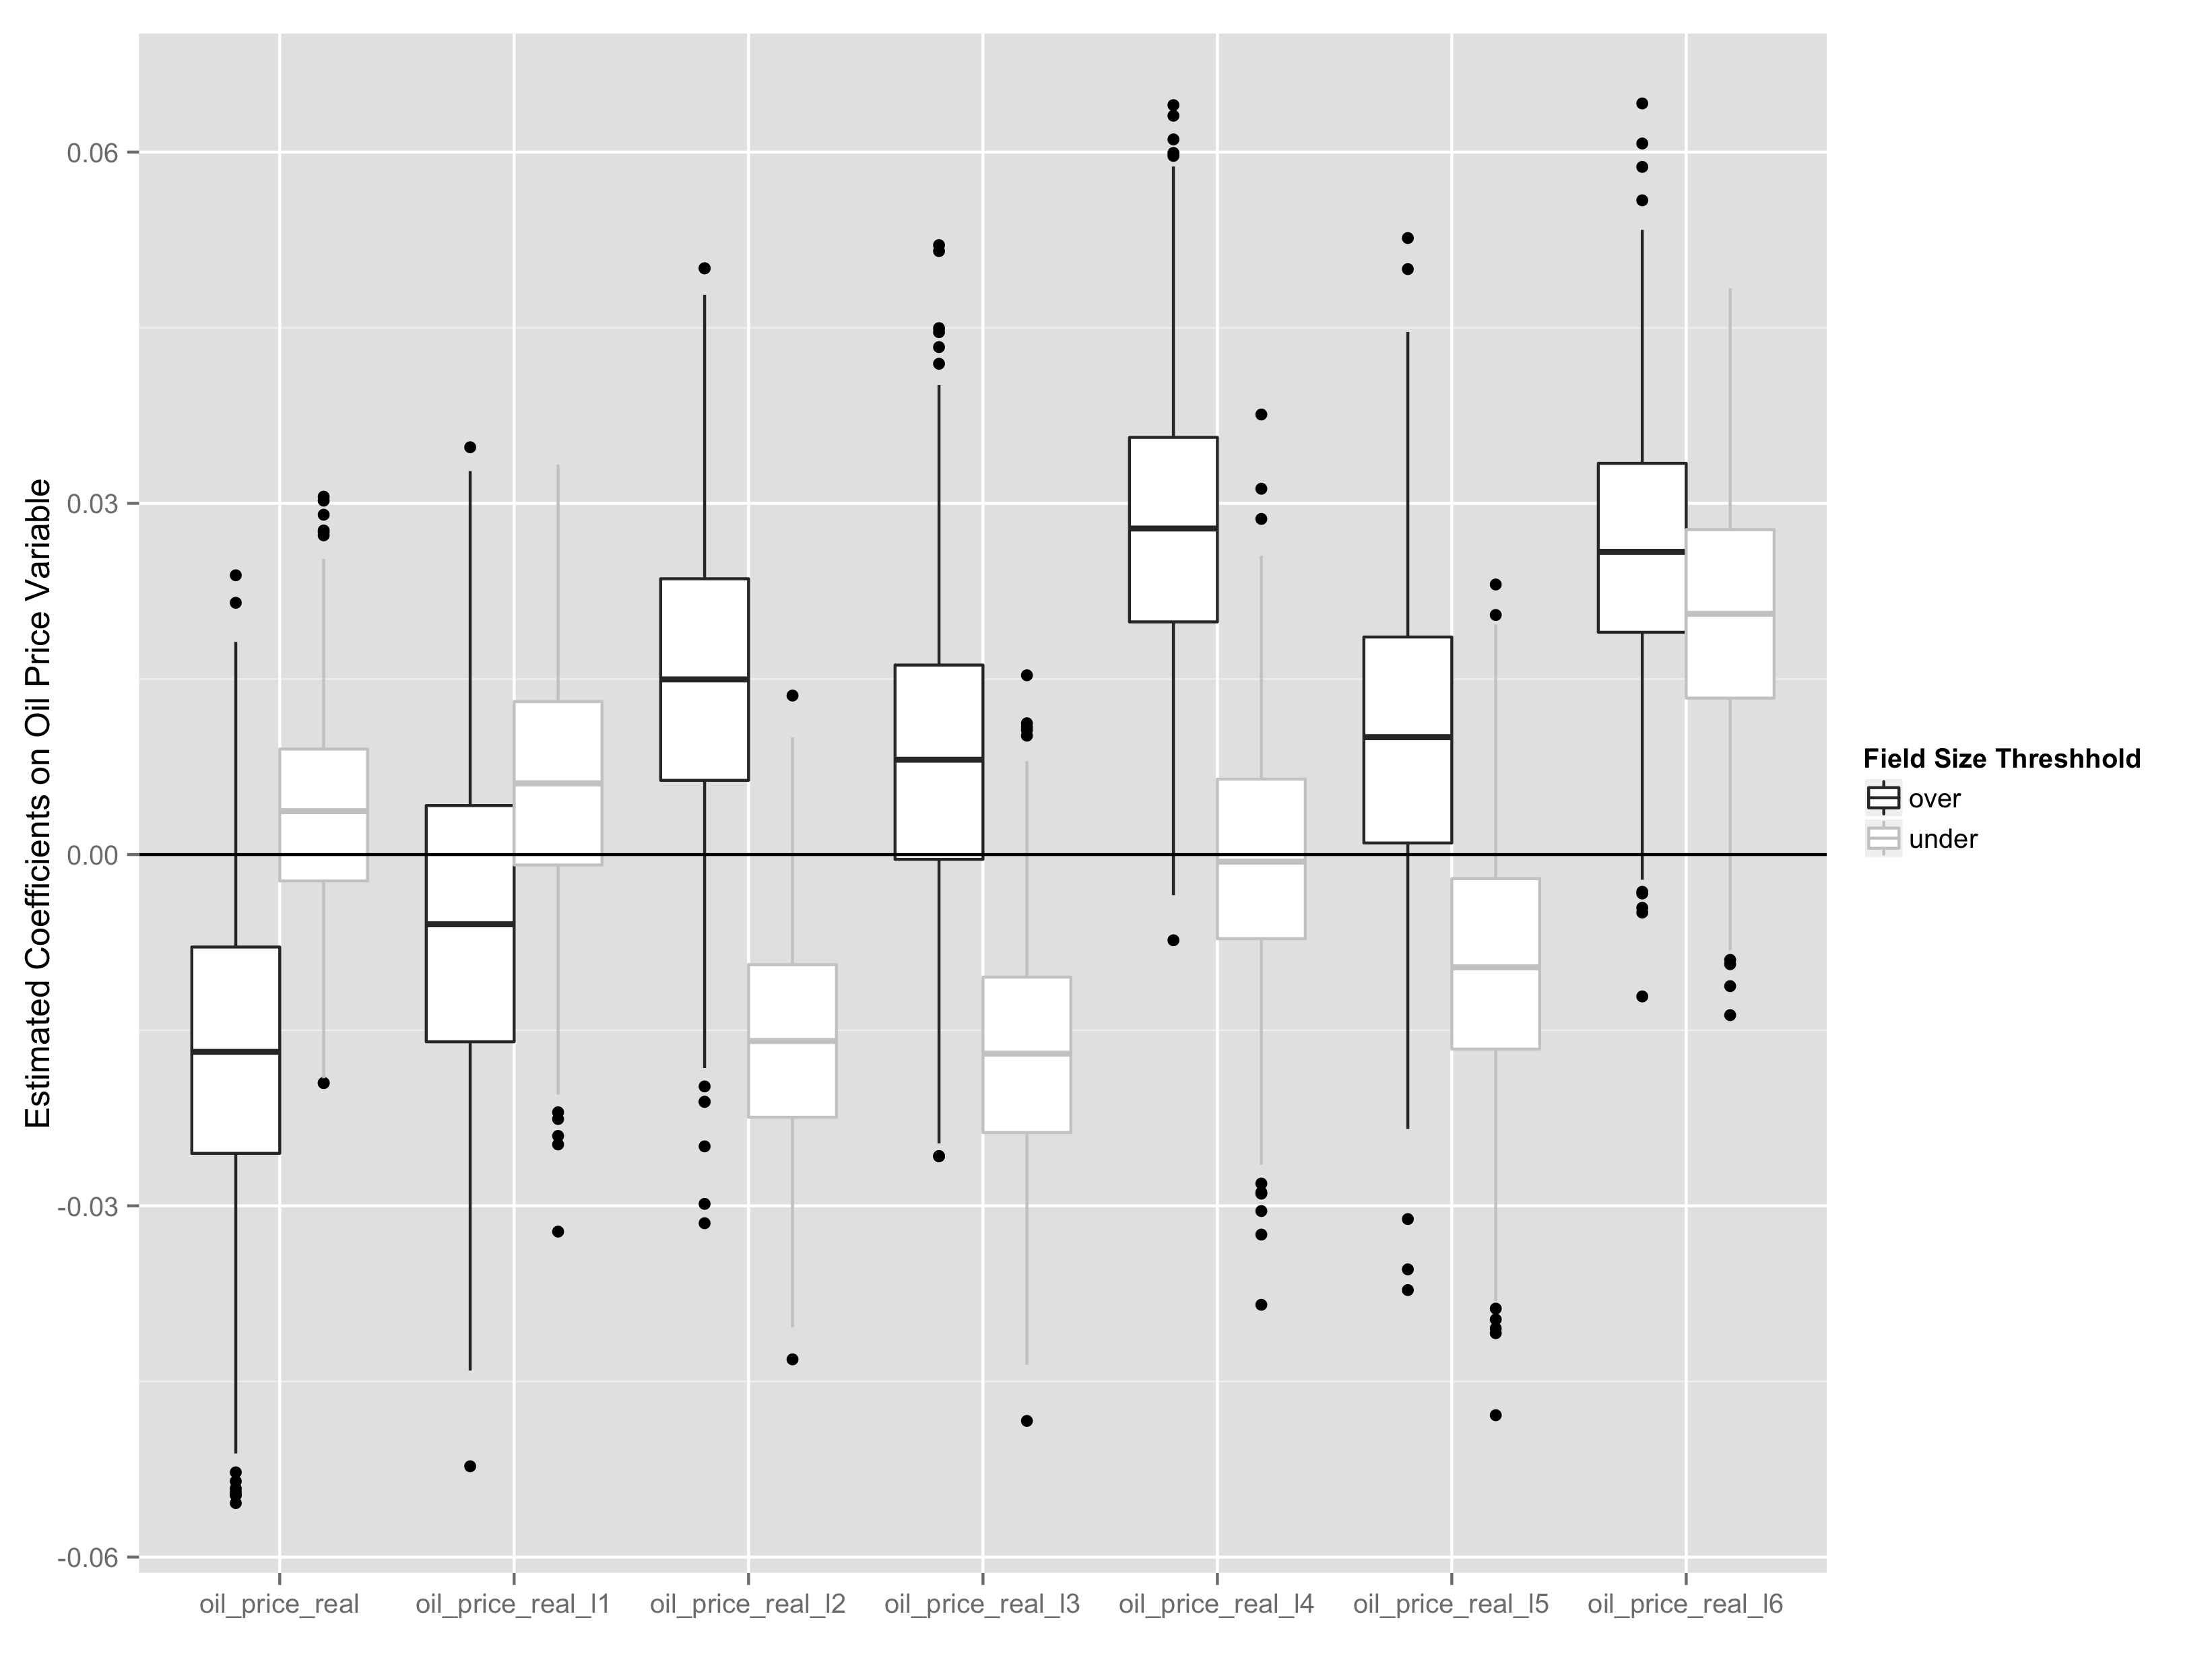 Estimated Coefficients on Oil Price Variable
0.06
0.03
0.00
-0.03
-0.06
oil_price_real
oil_price_real_l1
oil_price_real_l2
oil_price_real_l3
oil_price_real_l4
oil_price_real_l5
oil_price_real_l6
Field Size Threshhold
over
under